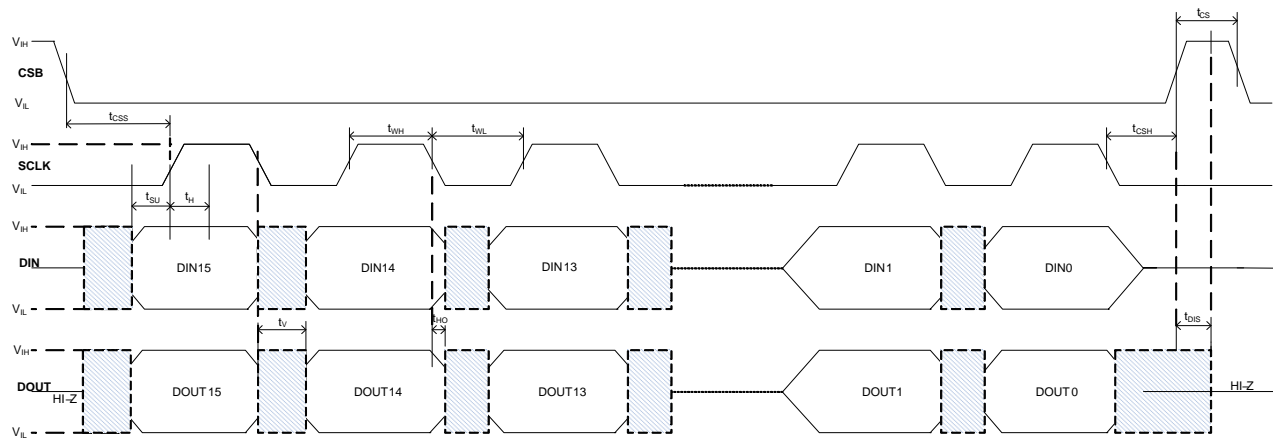 tCS
VIH
CSB
VIL
tCSS
tWH
tWL
tCSH
VIH
SCLK
VIL
tSU
tH
VIH
DIN
DIN15
DIN14
DIN13
DIN1
DIN0
VIL
tV
tHO
tDIS
VIH
DOUT
HI-Z
DOUT15
DOUT14
DOUT13
DOUT1
DOUT0
HI-Z
VIL